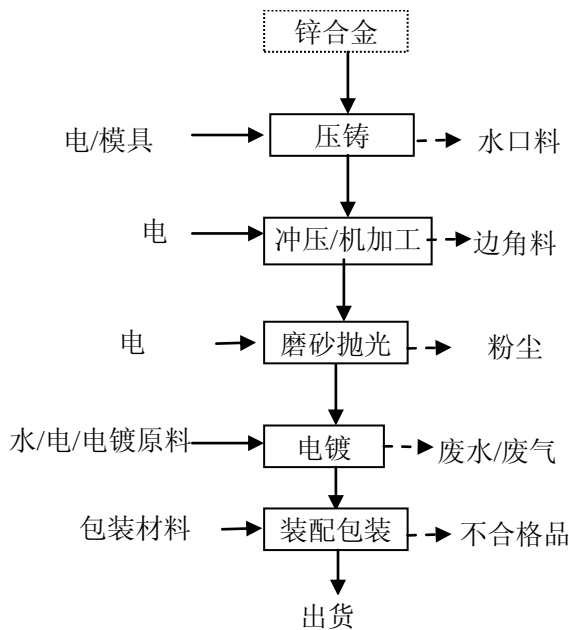 锌合金
电/模具
压铸
水口料
电
冲压/机加工
边角料
电
磨砂抛光
粉尘
水/电/电镀原料
电镀
废水/废气
包装材料
装配包装
不合格品
出货